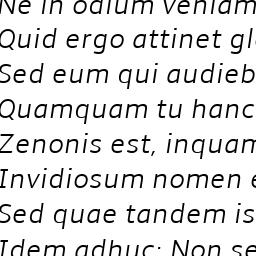 Ne in odium veniam
Quid ergo attinet gl
Sed eum qui audieb
Quamquam tu hanc
Zenonis est, inquam
Invidiosum nomen e
Sed quae tandem is
Idem adhuc; Non se